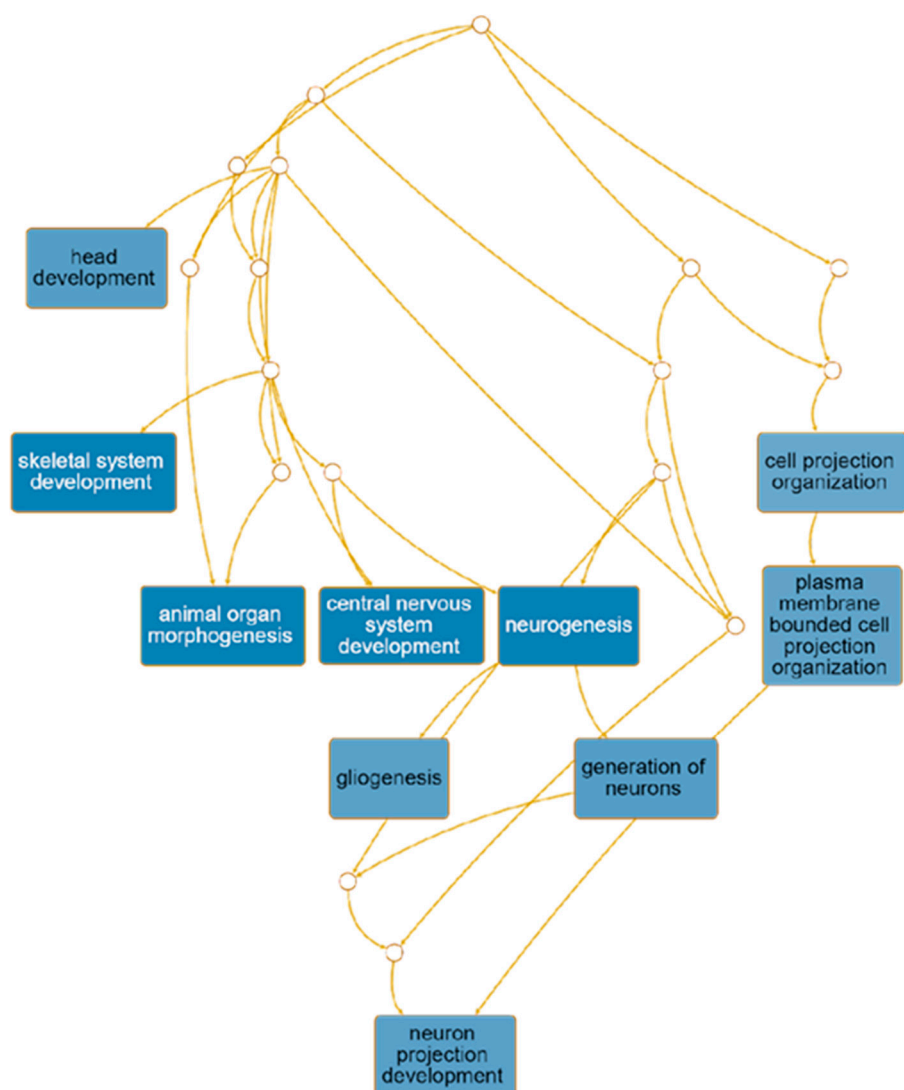 head
development
skeletal system
development
cell projection
organization
animal organ
morphogenesis
central nervous
system
development
neurogenesis
plasma
membrane
bounded cell
projection
organization
gliogenesis
generation of
neurons
neuron
projection
development